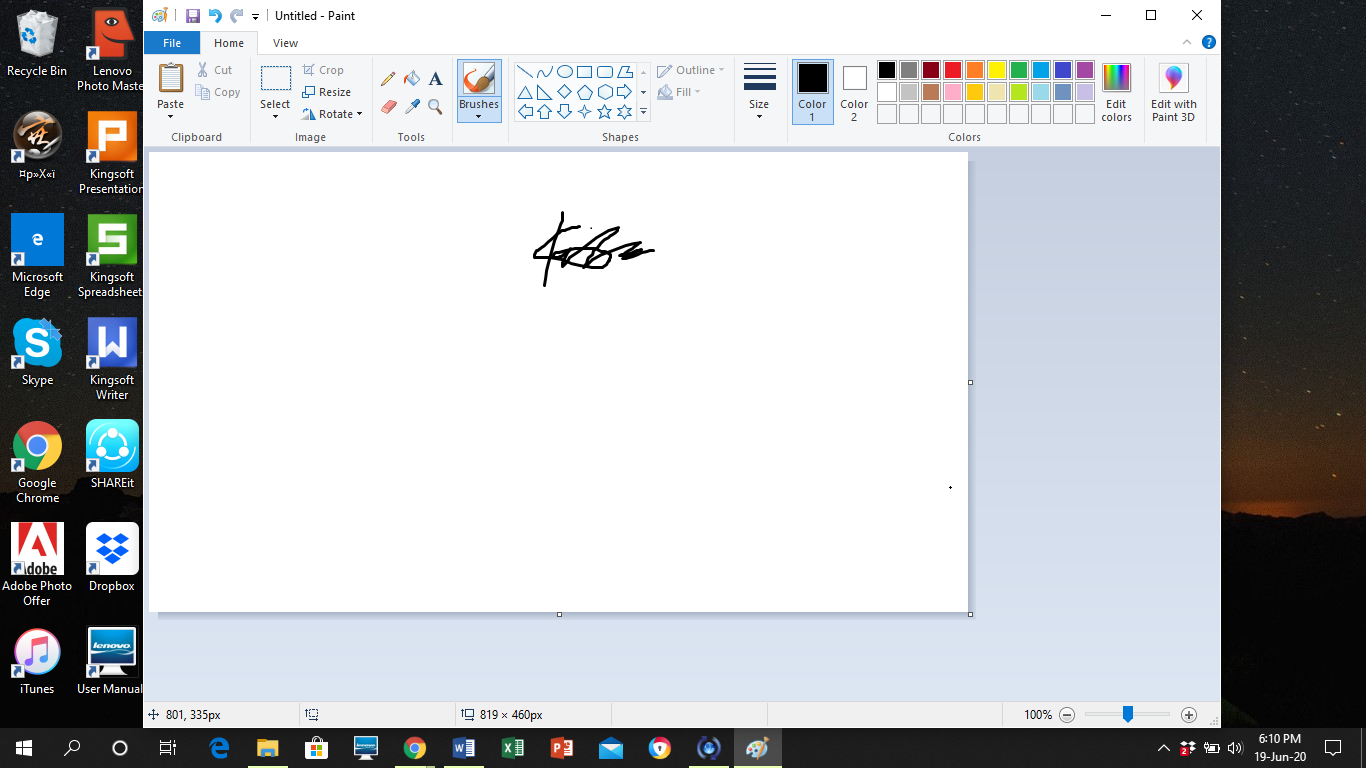 Untitled - Paint
File Home View
Recycle Bin
Lenovo Photo Maste
¤p»X«ï
Kingsoft Presentation
Microsoft Edge
Kingsoft Spreadsheet
Skype
Kingsoft Writer
Google Chrome
SHAREit
Adobe
Adobe Photo Offer
Dropbox
iTunes
lenovo
User Manual
Paste
Cut
Copy
Clipboard
Select
Crop
Resize
Rotate
Image
A
Tools
Brushes
Outline
Fill
Shapes
Size
Color 1
Color 2
Edit colors
Edit with Paint 3D
Colors
801, 335px
819 × 460px
100%
6:10 PM
19-Jun-20